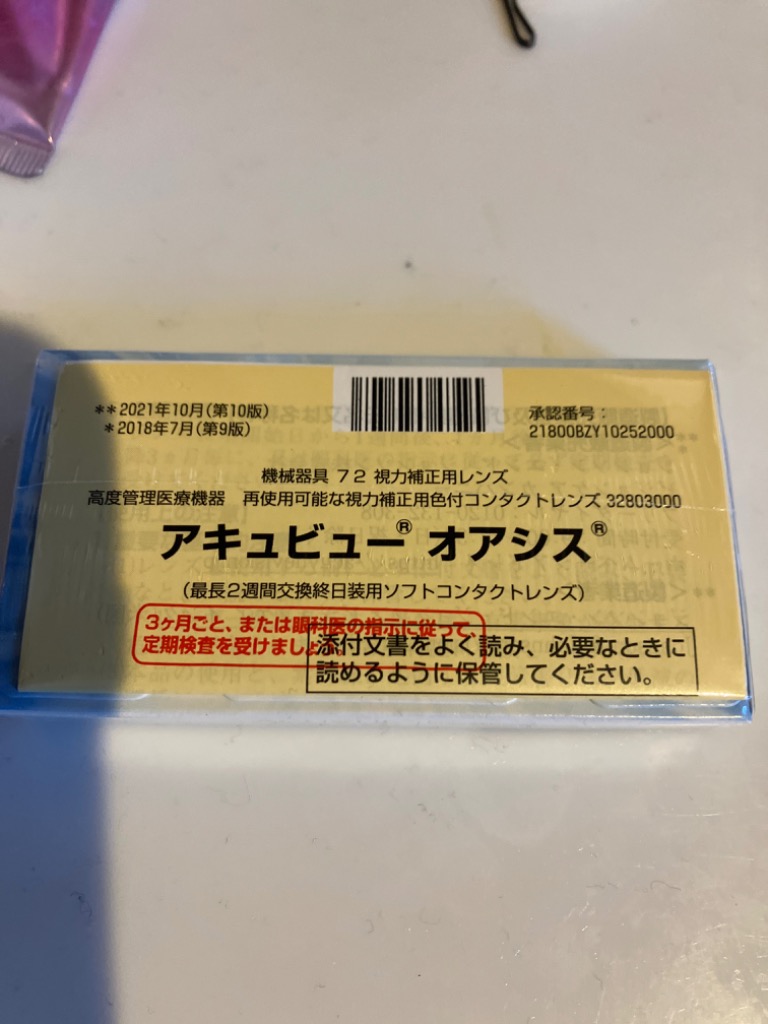 **2021年10月(第10版)
*2018年7月(第9版)
承認番号：
21800BZY10252000
機械器具 72 視力補正用レンズ
高度管理医療機器 再使用可能な視力補正用色付コンタクトレンズ 32803000
アキュビュー® オアシス®
(最長2週間交換終日装用ソフトコンタクトレンズ)
3ヶ月ごと、または眼科医の指示に従って、
定期検査を受けましょう。
添付文書をよく読み、必要なときに
読めるように保管してください。